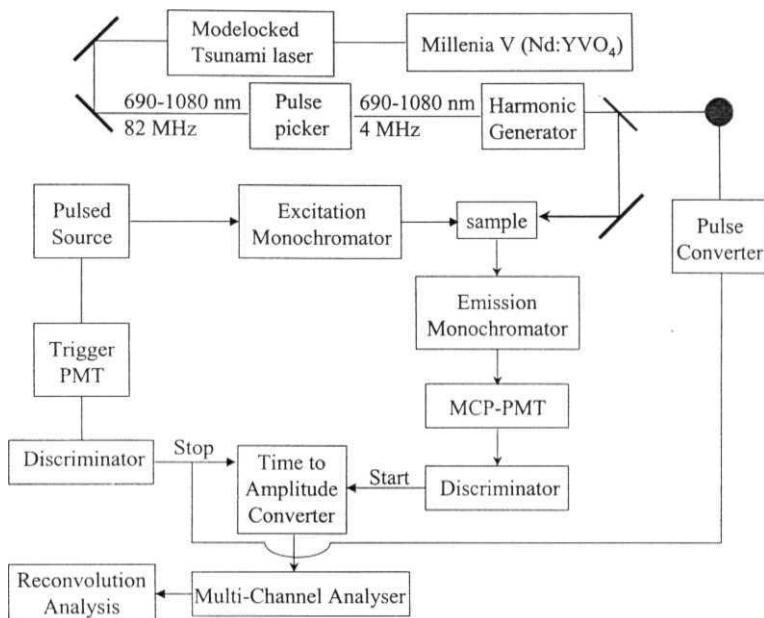 Modelocked
Tsunami laser
Millenia V (Nd:YVO4)
690-1080 nm
82 MHz
Pulse
picker
690-1080 nm
4 MHz
Harmonic
Generator
Pulsed
Source
Excitation
Monochromator
sample
Pulse
Converter
Emission
Monochromator
Trigger
PMT
MCP-PMT
Discriminator
Stop
Time to
Amplitude
Converter
Start
Discriminator
Reconvolution
Analysis
Multi-Channel Analyser